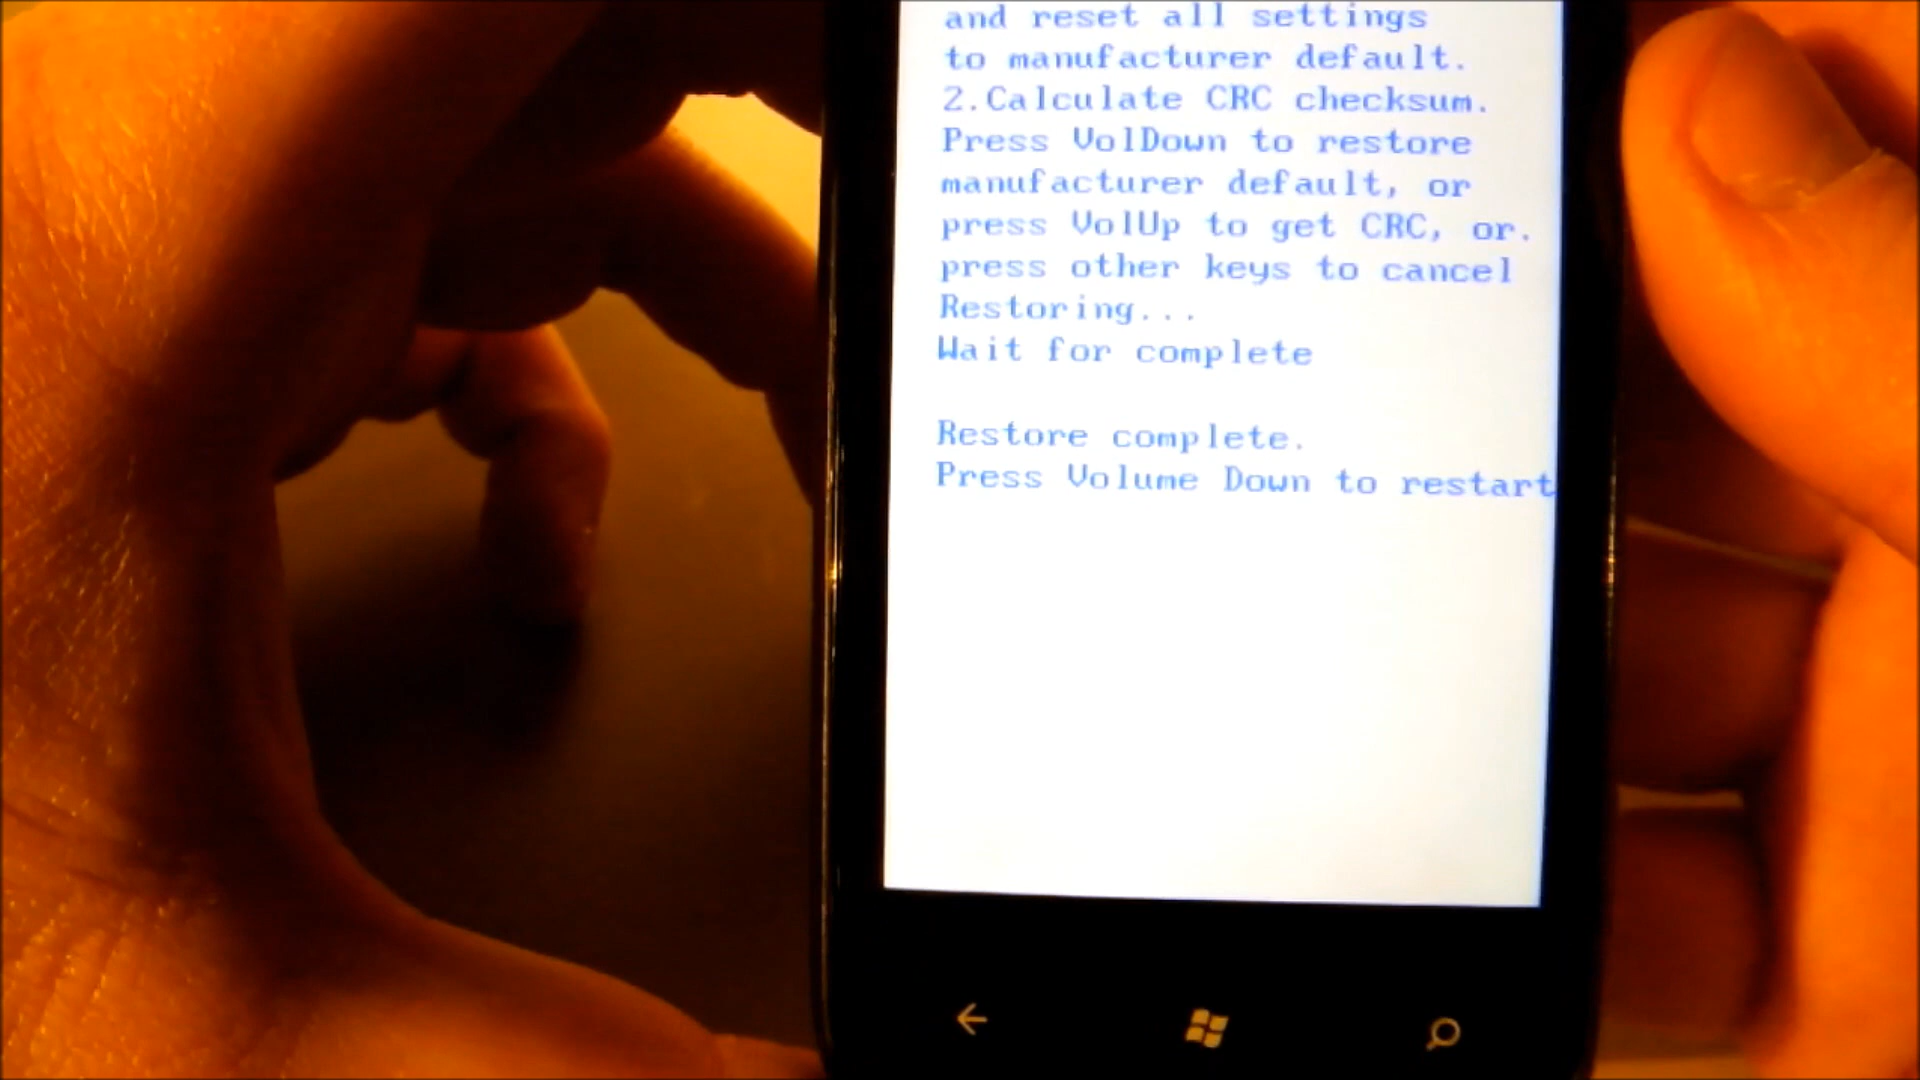 and reset all settings
to manufacturer default.
2.Calculate CRC checksum.
Press VolDown to restore
manufacturer default, or
press VolUp to get CRC, or.
press other keys to cancel
Restoring...
Wait for complete
Restore complete.
Press Volume Down to restart